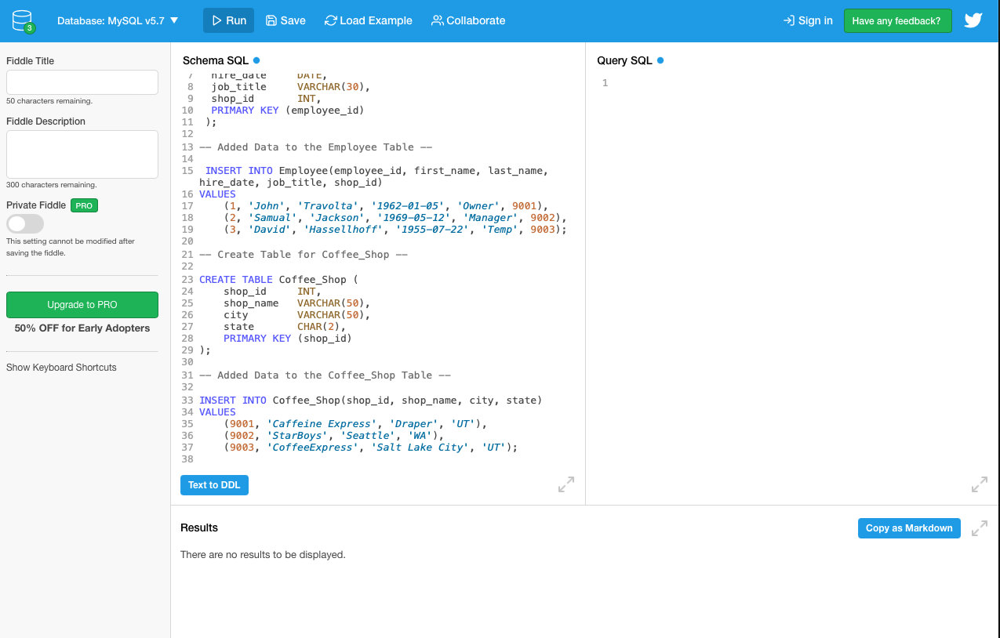 3
Database: MySQL v5.7
Run
Save
Load Example
Collaborate
Sign in
Have any feedback?
Fiddle Title
50 characters remaining.
Fiddle Description
300 characters remaining.
Private Fiddle PRO
This setting cannot be modified after
saving the fiddle.
Upgrade to PRO
50% OFF for Early Adopters
Show Keyboard Shortcuts
Schema SQL
7 hire_date DATE,
8 job_title VARCHAR(30),
9 shop_id INT,
10 PRIMARY KEY (employee_id)
11 );
12
13 -- Added Data to the Employee Table --
14
15 INSERT INTO Employee(employee_id, first_name, last_name,
hire_date, job_title, shop_id)
16 VALUES
17 (1, 'John', 'Travolta', '1962-01-05', 'Owner', 9001),
18 (2, 'Samual', 'Jackson', '1969-05-12', 'Manager', 9002),
19 (3, 'David', 'Hassellhoff', '1955-07-22', 'Temp', 9003);
20
21 -- Create Table for Coffee_Shop --
22
23 CREATE TABLE Coffee_Shop (
24 shop_id INT,
25 shop_name VARCHAR(50),
26 city VARCHAR(50),
27 state CHAR(2),
28 PRIMARY KEY (shop_id)
29 );
30
31 -- Added Data to the Coffee_Shop Table --
32
33 INSERT INTO Coffee_Shop(shop_id, shop_name, city, state)
34 VALUES
35 (9001, 'Caffeine Express', 'Draper', 'UT'),
36 (9002, 'StarBoys', 'Seattle', 'WA'),
37 (9003, 'CoffeeExpress', 'Salt Lake City', 'UT');
38
Text to DDL
Query SQL
1
Results
Copy as Markdown
There are no results to be displayed.